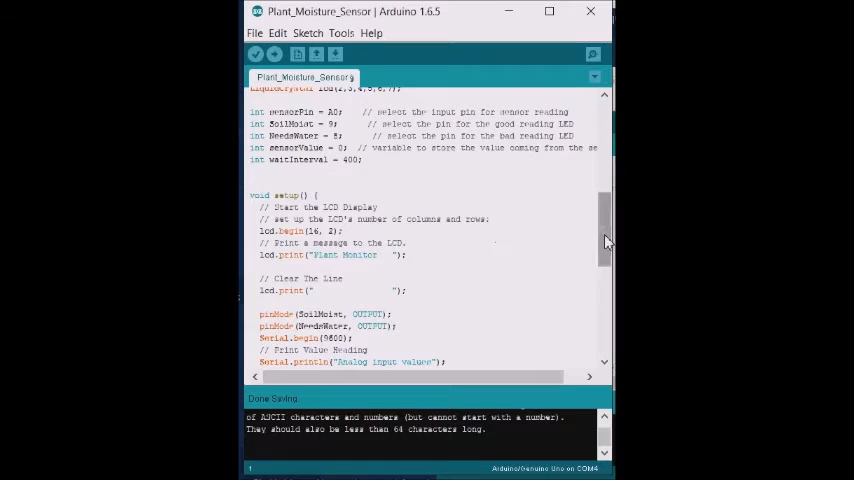 Plant_Moisture_Sensor | Arduino 1.6.5
File Edit Sketch Tools Help
Plant_Moisture_Sensor §
LiquidCrystal lcd(2,3,4,5,6,7);
int sensorPin = A0; // select the input pin for sensor reading
int SoilMoist = 9; // select the pin for the good reading LED
int NeedsWater = 8; // select the pin for the bad reading LED
int sensorValue = 0; // variable to store the value coming from the se
int waitInterval = 400;
void setup() {
// Start the LCD Display
// set up the LCD's number of columns and rows:
lcd.begin(16, 2);
// Print a message to the LCD.
lcd.print("Plant Monitor   ");
// Clear The Line
lcd.print("                ");
pinMode(SoilMoist, OUTPUT);
pinMode(NeedsWater, OUTPUT);
Serial.begin(9600);
// Print Value Heading
Serial.println("Analog input values");
Done Saving.
of ASCII characters and numbers (but cannot start with a number).
They should also be less than 64 characters long.
1
Arduino/Genuino Uno on COM4